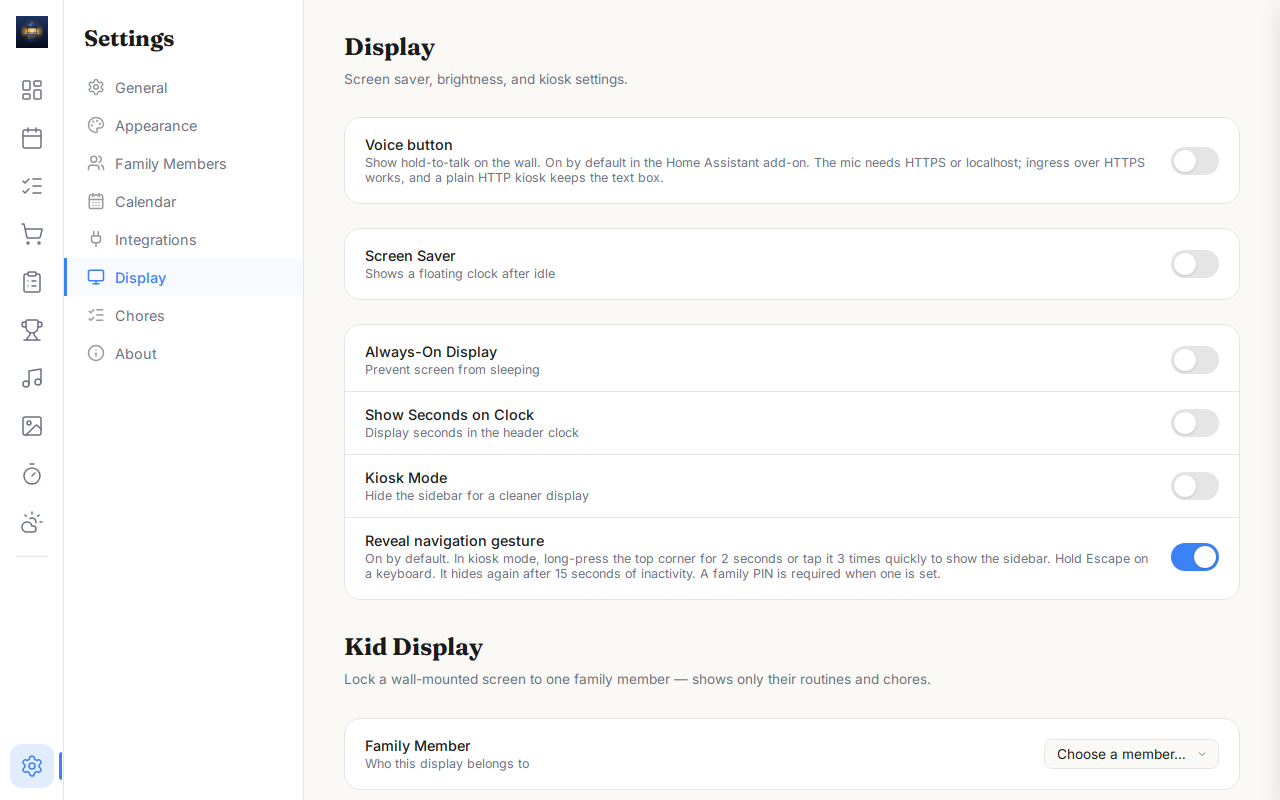 Settings
General
Appearance
Family Members
Calendar
Integrations
Display
Chores
About
Display
Screen saver, brightness, and kiosk settings.
Voice button
Show hold-to-talk on the wall. On by default in the Home Assistant add-on. The mic needs HTTPS or localhost; ingress over HTTPS
works, and a plain HTTP kiosk keeps the text box.
Screen Saver
Shows a floating clock after idle
Always-On Display
Prevent screen from sleeping
Show Seconds on Clock
Display seconds in the header clock
Kiosk Mode
Hide the sidebar for a cleaner display
Reveal navigation gesture
On by default. In kiosk mode, long-press the top corner for 2 seconds or tap it 3 times quickly to show the sidebar. Hold Escape on
a keyboard. It hides again after 15 seconds of inactivity. A family PIN is required when one is set.
Kid Display
Lock a wall-mounted screen to one family member — shows only their routines and chores.
Family Member
Who this display belongs to
Choose a member...